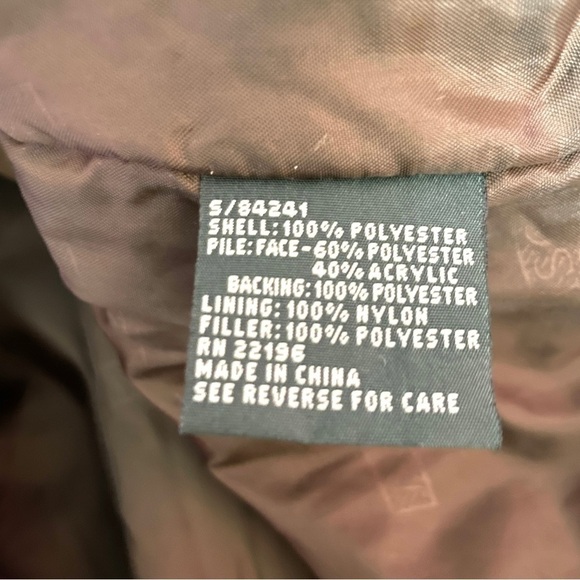 S/84241
SHELL:100% POLYESTER
PILE:FACE-60% POLYESTER
40% ACRYLIC
BACKING:100% POLYESTER
LINING:100% NYLON
FILLER:100% POLYESTER
RN 22196
MADE IN CHINA
SEE REVERSE FOR CARE